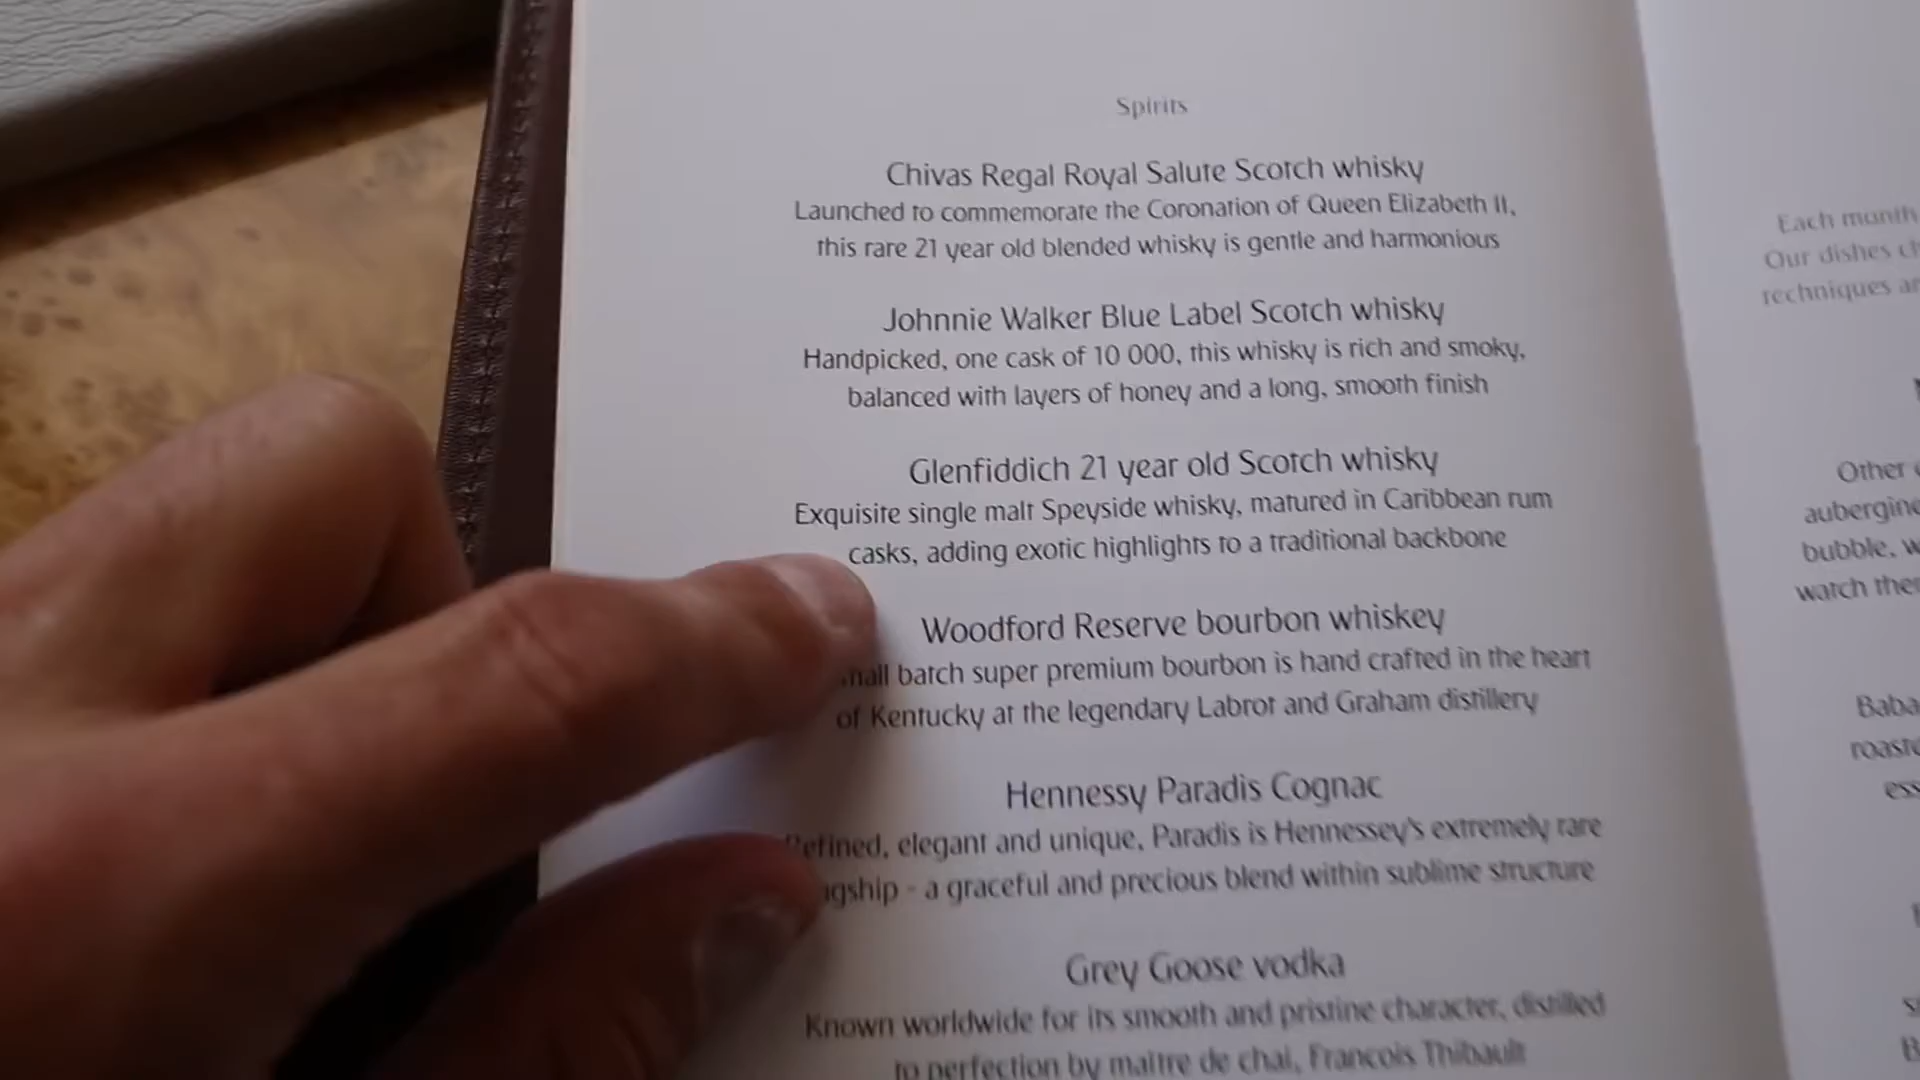 Spirits
Chivas Regal Royal Salute Scotch whisky
Launched to commemorate the Coronation of Queen Elizabeth II,
this rare 21 year old blended whisky is gentle and harmonious
Johnnie Walker Blue Label Scotch whisky
Handpicked, one cask of 10 000, this whisky is rich and smoky,
balanced with layers of honey and a long, smooth finish
Glenfiddich 21 year old Scotch whisky
Exquisite single malt Speyside whisky, matured in Caribbean rum
casks, adding exotic highlights to a traditional backbone
Woodford Reserve bourbon whiskey
batch super premium bourbon is hand crafted in the heart
of Kentucky at the legendary Labrot and Graham distillery
Hennessy Paradis Cognac
Refined, elegant and unique, Paradis is Hennessey's extremely rare
- a graceful and precious blend within sublime structure
Grey Goose vodka
Known worldwide for its smooth and pristine character, distilled
to perfection by maître de chai, Francois Thibault
Each month
Our dishes
techniques
Other
aubergine
bubble,
watch